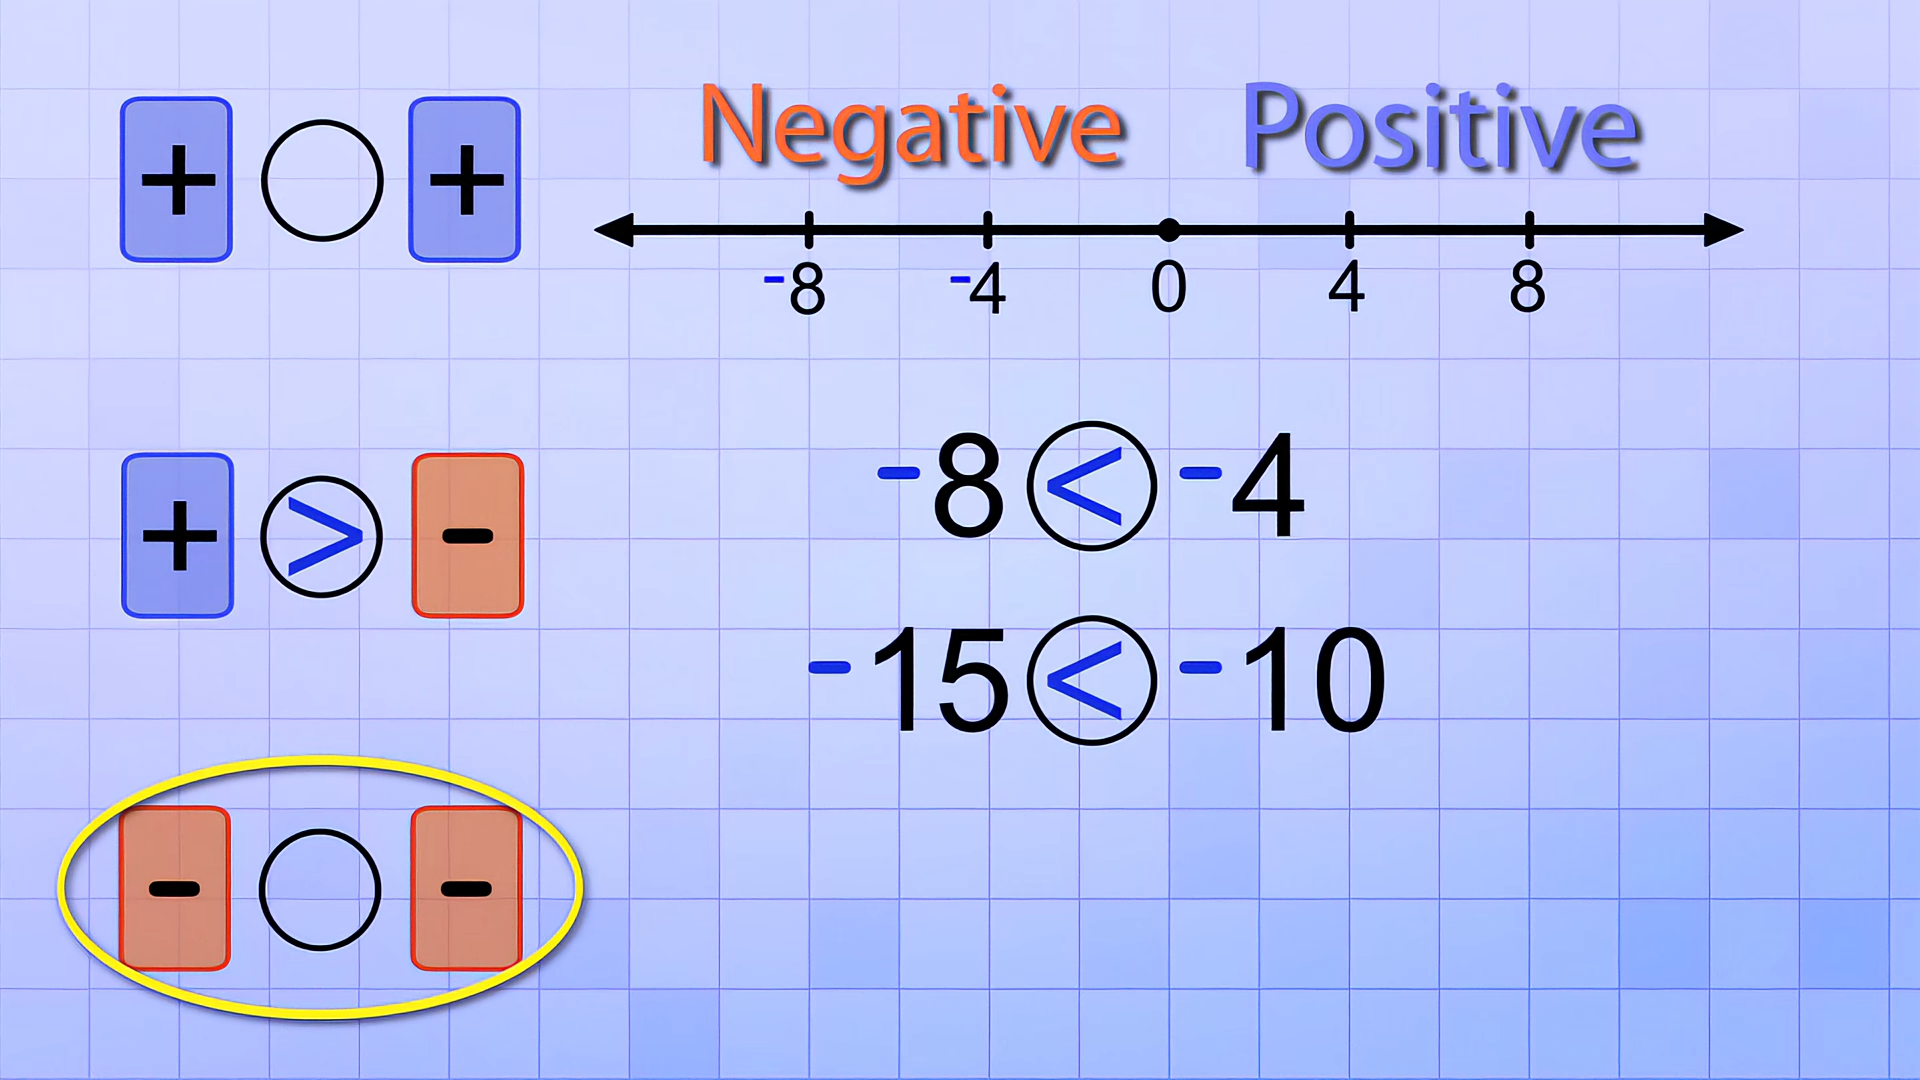 + +
Negative Positive
-8 -4 0 4 8
+ > -
-8 < -4
-15 < -10
- -